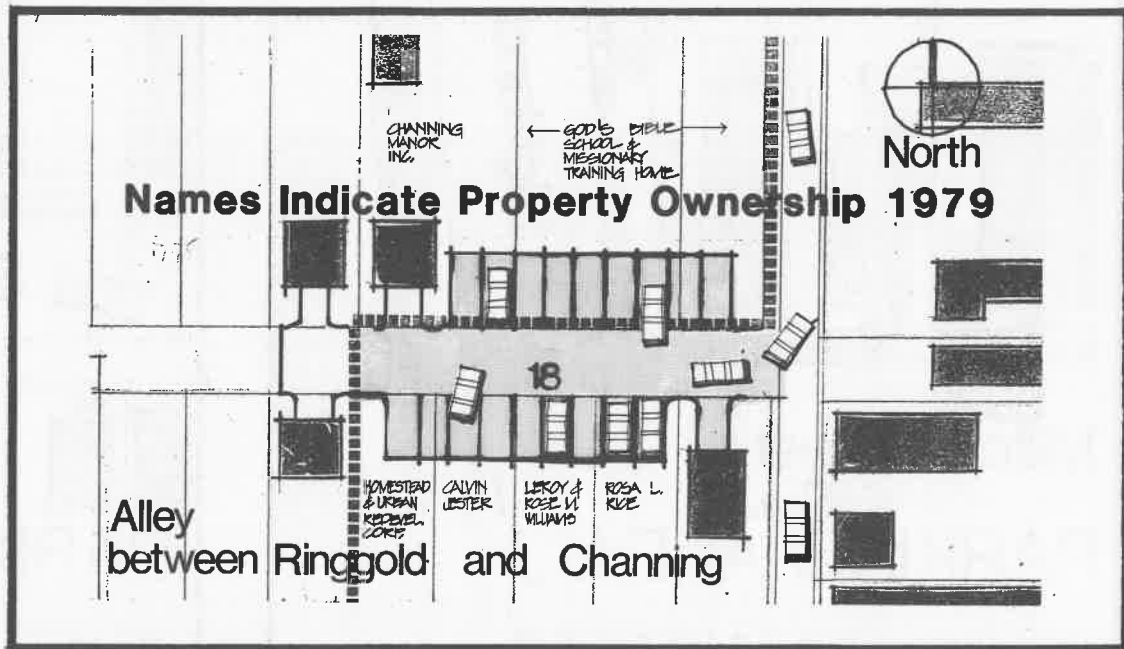 CHANNING
MANOR
INC.
GOD'S BIBLE
SCHOOL &
MISSIONARY
TRAINING HOME
North
Names Indicate Property Ownership 1979
18
HOMESTEAD
& URBAN
REDEVEL.
CORP.
CALVIN
LESTER
LEROY &
ROSE M.
WILLIAMS
ROSA L.
RICE
Alley
between Ringgold and Channing